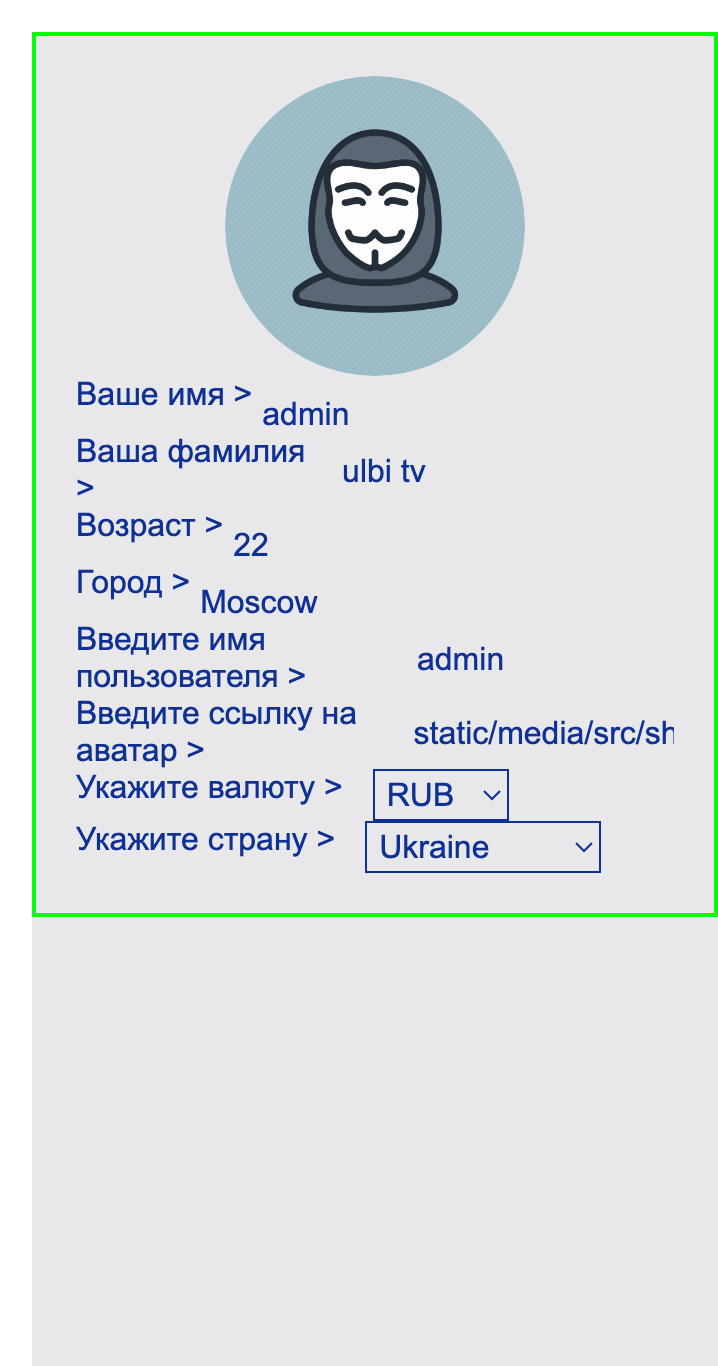 Ваше имя > admin
Ваша фамилия > ulbi tv
Возраст > 22
Город > Moscow
Введите имя
пользователя > admin
Введите ссылку на
аватар > static/media/src/sh
Укажите валюту > RUB
Укажите страну > Ukraine